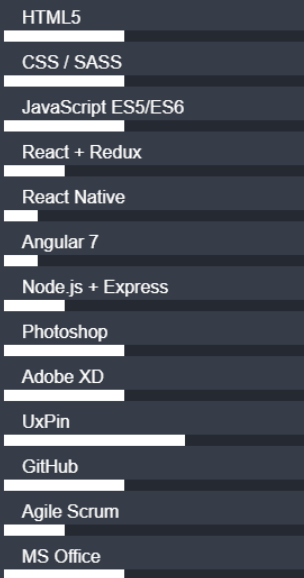 HTML5
CSS / SASS
JavaScript ES5/ES6
React + Redux
React Native
Angular 7
Node.js + Express
Photoshop
Adobe XD
UxPin
GitHub
Agile Scrum
MS Office